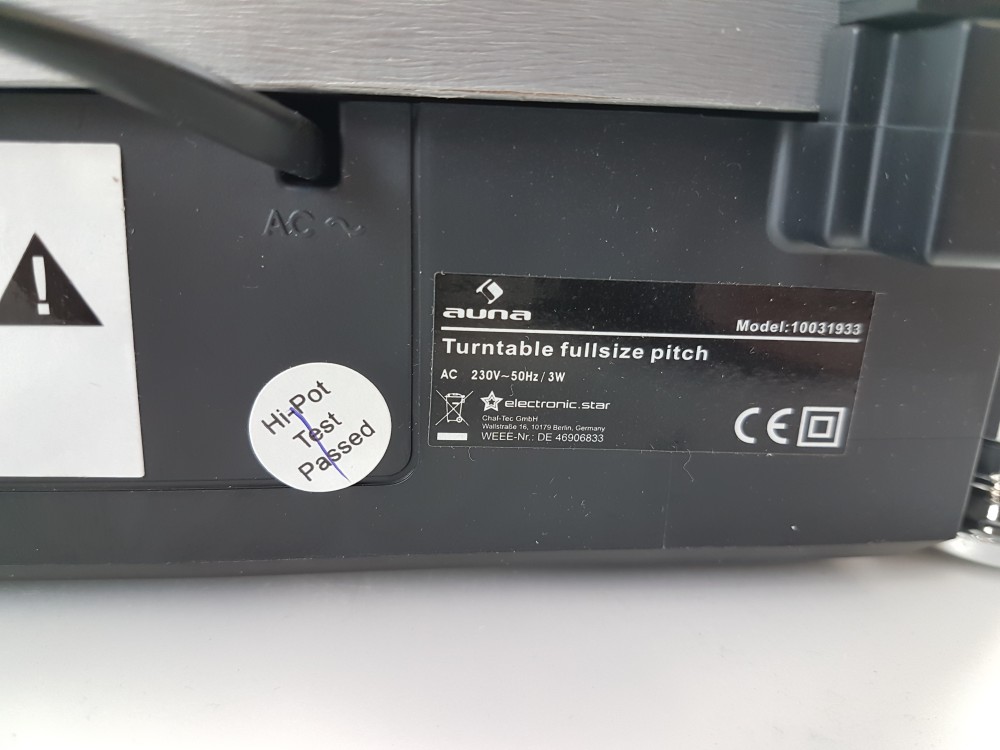 AC ~
!
Hi-Pot
Test
Passed
auna
Model:10031933
Turntable fullsize pitch
AC 230V~50Hz/3W
electronic.star
Chal-Tec GmbH
Wallstraße 16, 10179 Berlin, Germany
WEEE-Nr.: DE 46906833
CE